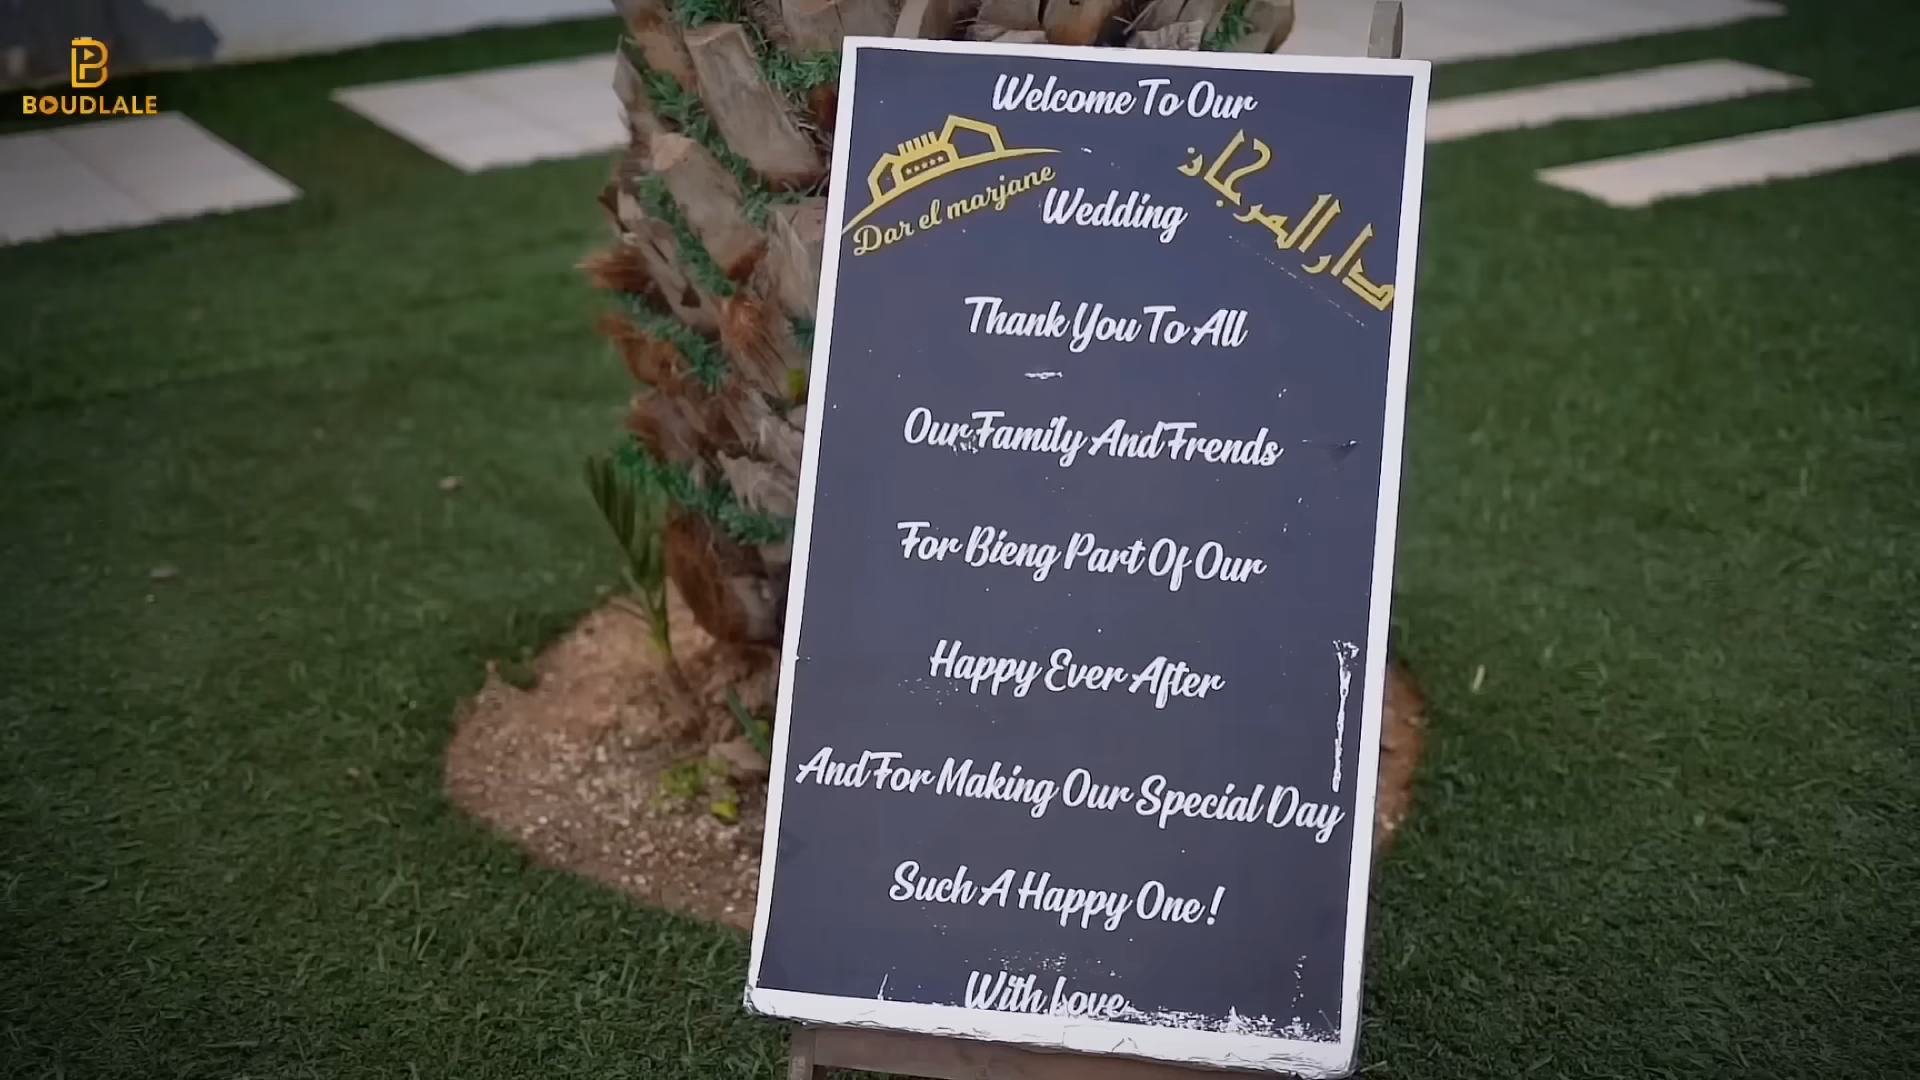 BOUDLALE
Welcome To Our
Dar el marjane
دار المرجان
Wedding
Thank You To All
Our Family And Frends
For Bieng Part Of Our
Happy Ever After
And For Making Our Special Day
Such A Happy One!
With Love